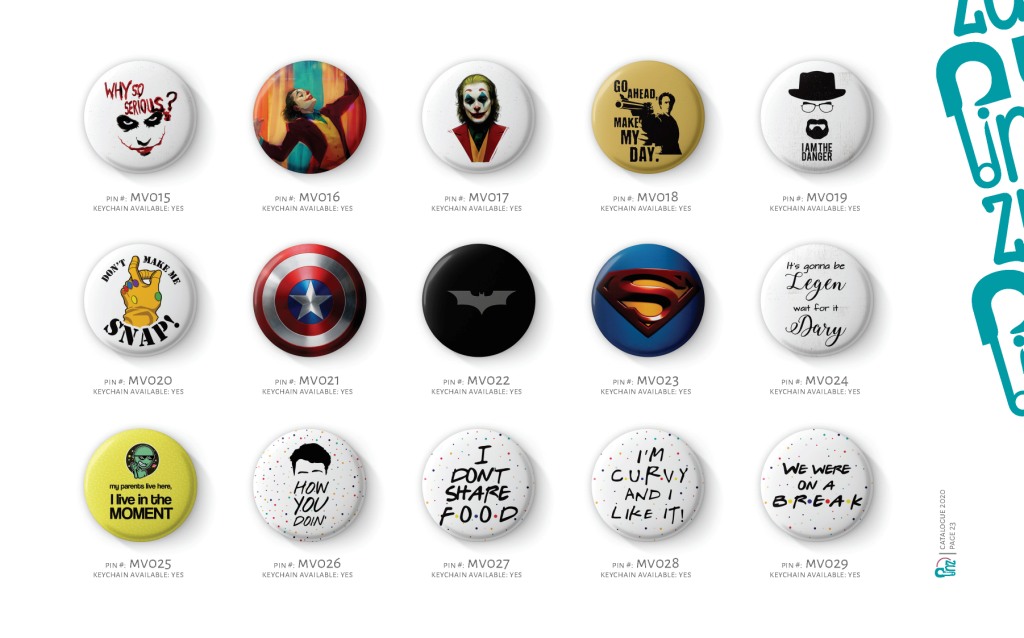 WHY SO
SERIOUS?
GO
AHEAD,
MAKE
MY
DAY.
I AM THE
DANGER
PIN #: MV015
KEYCHAIN AVAILABLE: YES
PIN #: MV016
KEYCHAIN AVAILABLE: YES
PIN #: MV017
KEYCHAIN AVAILABLE: YES
PIN #: MV018
KEYCHAIN AVAILABLE: YES
PIN #: MV019
KEYCHAIN AVAILABLE: YES
DON'T MAKE ME
SNAP!
S
It's gonna be
Legen
wait for it
Dary
PIN #: MV020
KEYCHAIN AVAILABLE: YES
PIN #: MV021
KEYCHAIN AVAILABLE: YES
PIN #: MV022
KEYCHAIN AVAILABLE: YES
PIN #: MV023
KEYCHAIN AVAILABLE: YES
PIN #: MV024
KEYCHAIN AVAILABLE: YES
my parents live here,
I live in the
MOMENT
HOW
YOU
DOIN'
I
DON'T
SHARE
F•O•O•D
I'M
C•U•R•V•Y
AND I
LIKE IT!
WE WERE
ON A
B•R•E•A•K
PIN #: MV025
KEYCHAIN AVAILABLE: YES
PIN #: MV026
KEYCHAIN AVAILABLE: YES
PIN #: MV027
KEYCHAIN AVAILABLE: YES
PIN #: MV028
KEYCHAIN AVAILABLE: YES
PIN #: MV029
KEYCHAIN AVAILABLE: YES
CATALOGUE 2020
PAGE 23